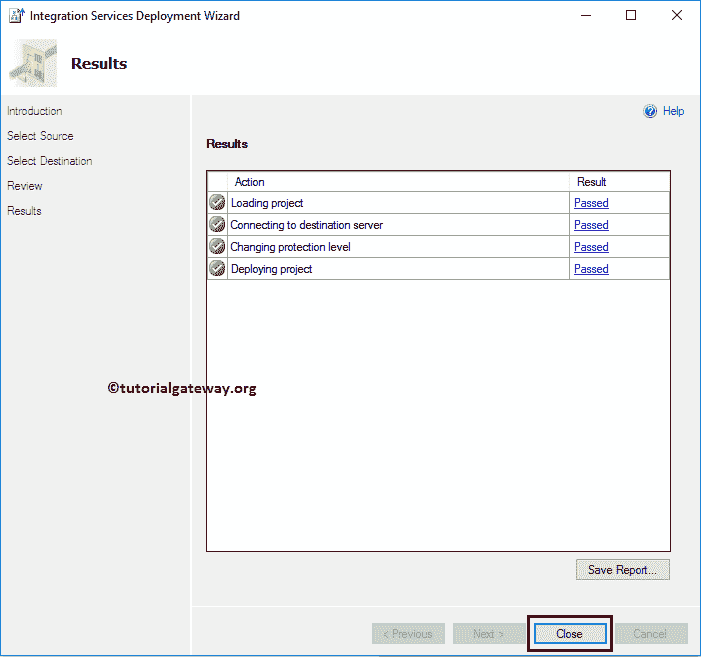 Integration Services Deployment Wizard
Results
Introduction
Select Source
Select Destination
Review
Results
Help
Results
Action Result
Loading project Passed
Connecting to destination server Passed
Changing protection level Passed
Deploying project Passed
©tutorialgateway.org
Save Report...
< Previous Next > Close Cancel